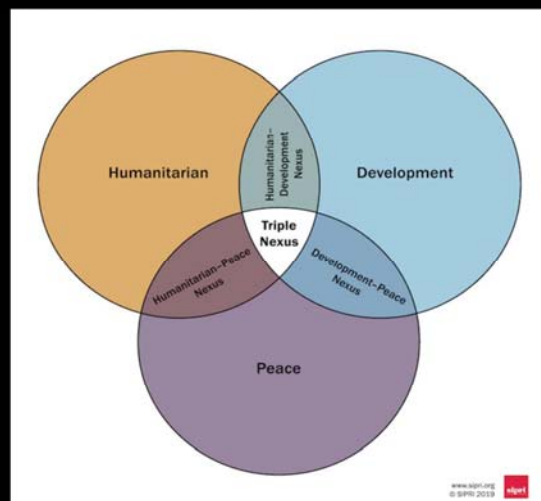 Humanitarian
Humanitarian–
Development
Nexus
Development
Triple
Nexus
Humanitarian–Peace
Nexus
Development–Peace
Nexus
Peace
www.sipri.org
© SIPRI 2019
sipri